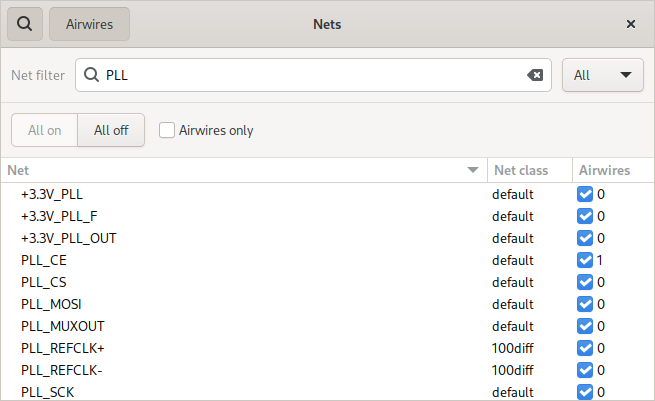 Airwires Nets ×
Net filter PLL All
All on All off Airwires only
Net Net class Airwires
+3.3V_PLL default 0
+3.3V_PLL_F default 0
+3.3V_PLL_OUT default 0
PLL_CE default 1
PLL_CS default 0
PLL_MOSI default 0
PLL_MUXOUT default 0
PLL_REFCLK+ 100diff 0
PLL_REFCLK- 100diff 0
PLL_SCK default 0